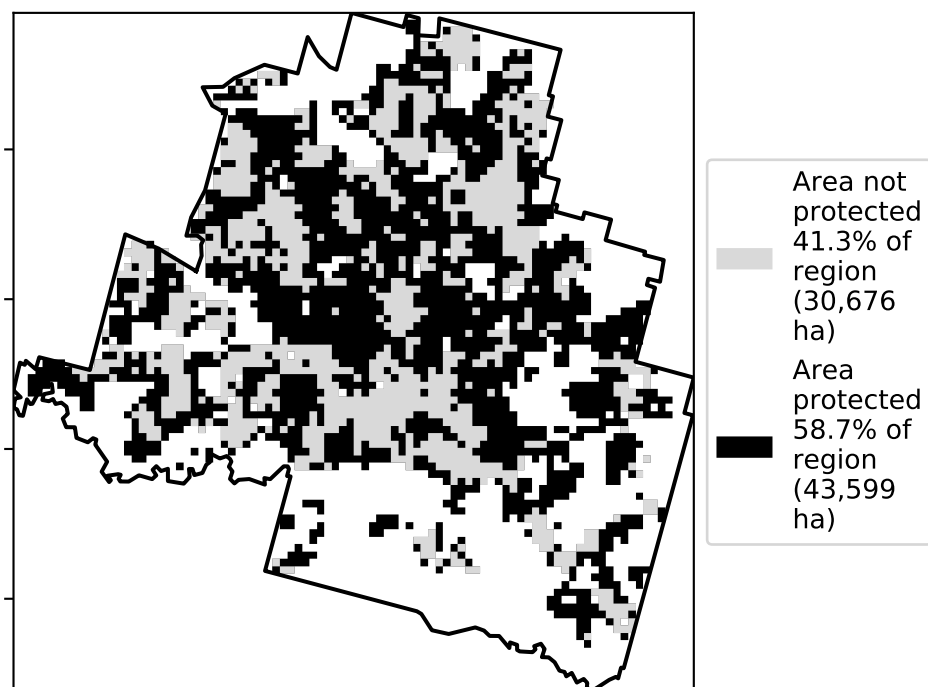 Area not
protected
41.3% of
region
(30,676
ha)
Area
protected
58.7% of
region
(43,599
ha)